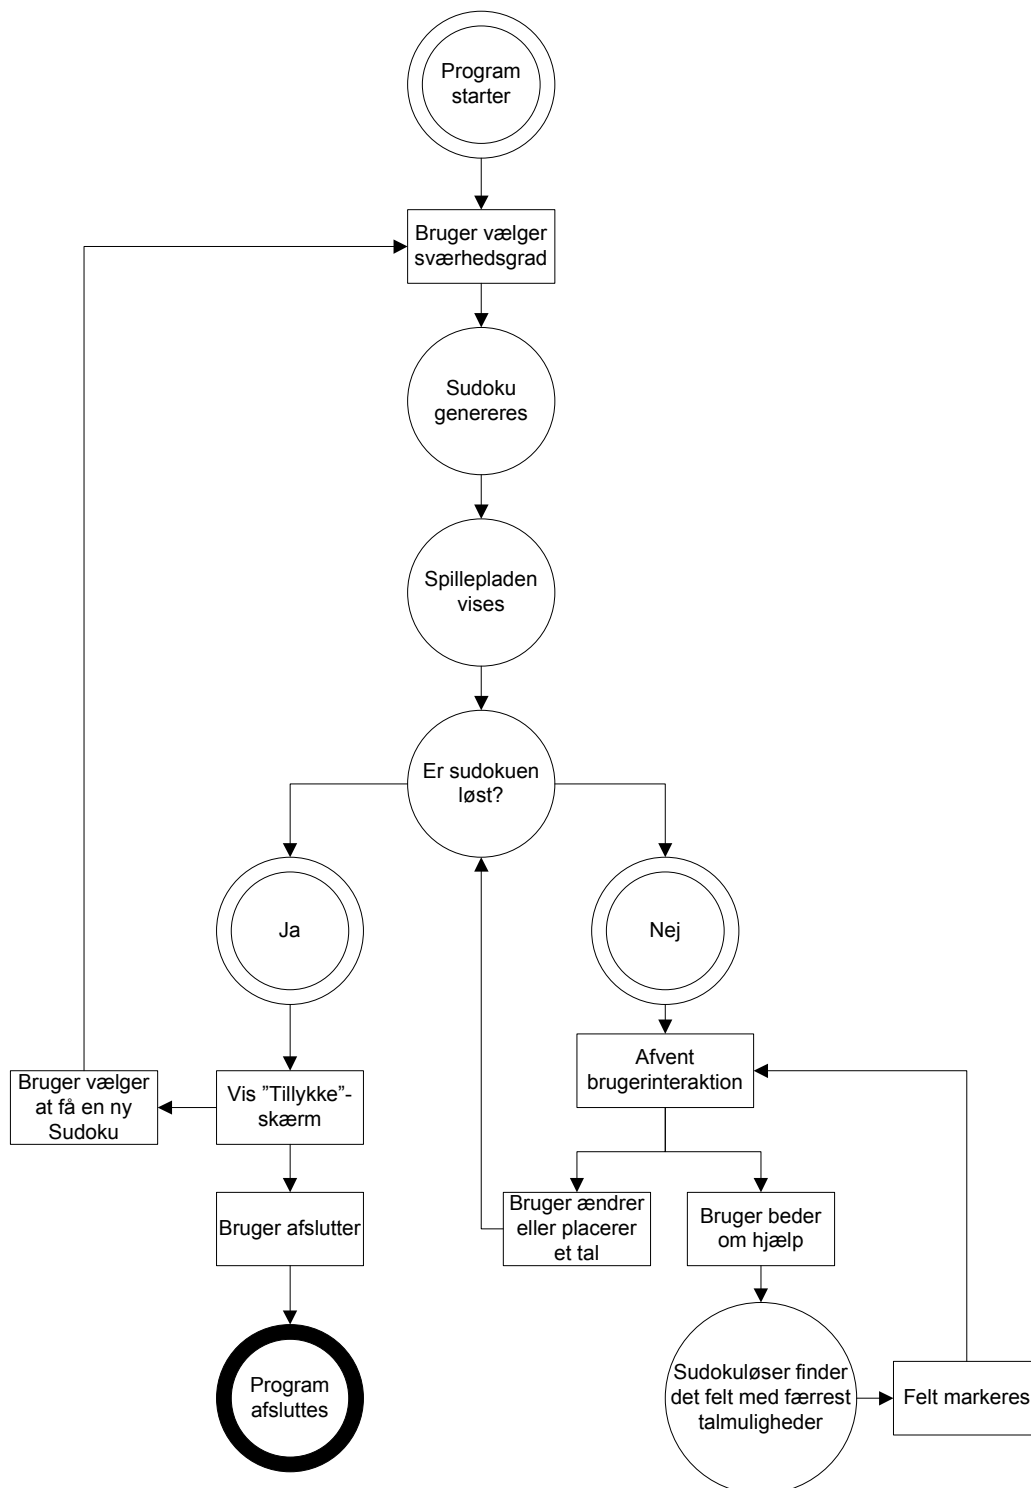 Program
starter
Bruger vælger
sværhedsgrad
Sudoku
genereres
Spillepladen
vises
Er sudokuen
løst?
Ja
Nej
Afvent
brugerinteraktion
Bruger vælger
at få en ny
Sudoku
Vis ”Tillykke”-
skærm
Bruger ændrer
eller placerer
et tal
Bruger beder
om hjælp
Bruger afslutter
Program
afsluttes
Sudokuløser finder
det felt med færrest
talmuligheder
Felt markeres